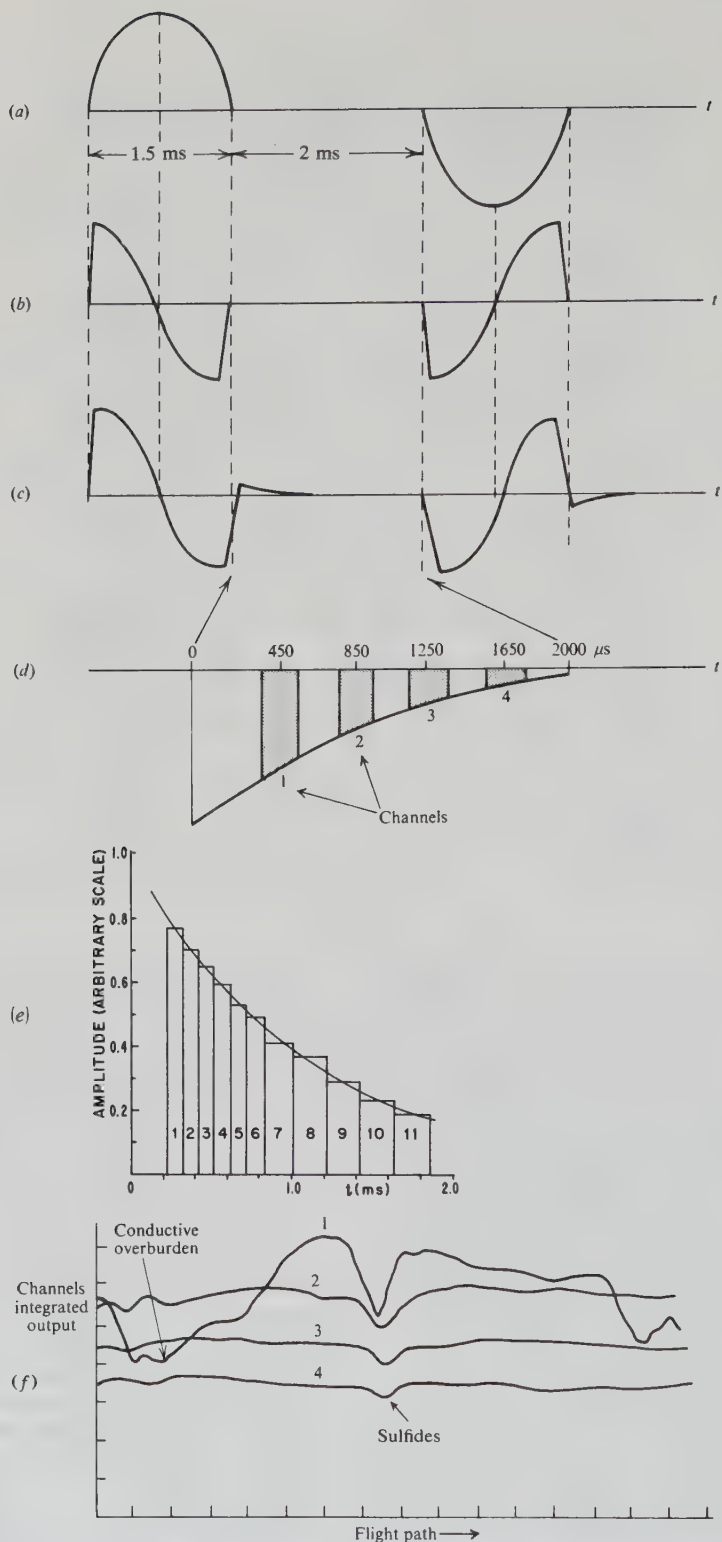 (a)
t
1.5 ms
2 ms
(b)
t
(c)
t
0 450 850 1250 1650 2000 μs
(d)
t
1
2
3
4
Channels
(e)
AMPLITUDE (ARBITRARY SCALE)
1.0
0.8
0.6
0.4
0.2
1 2 3 4 5 6 7 8 9 10 11
0 1.0 2.0
t(ms)
Conductive
overburden
1
Channels
integrated
output
2
3
(f)
4
Sulfides
Flight path